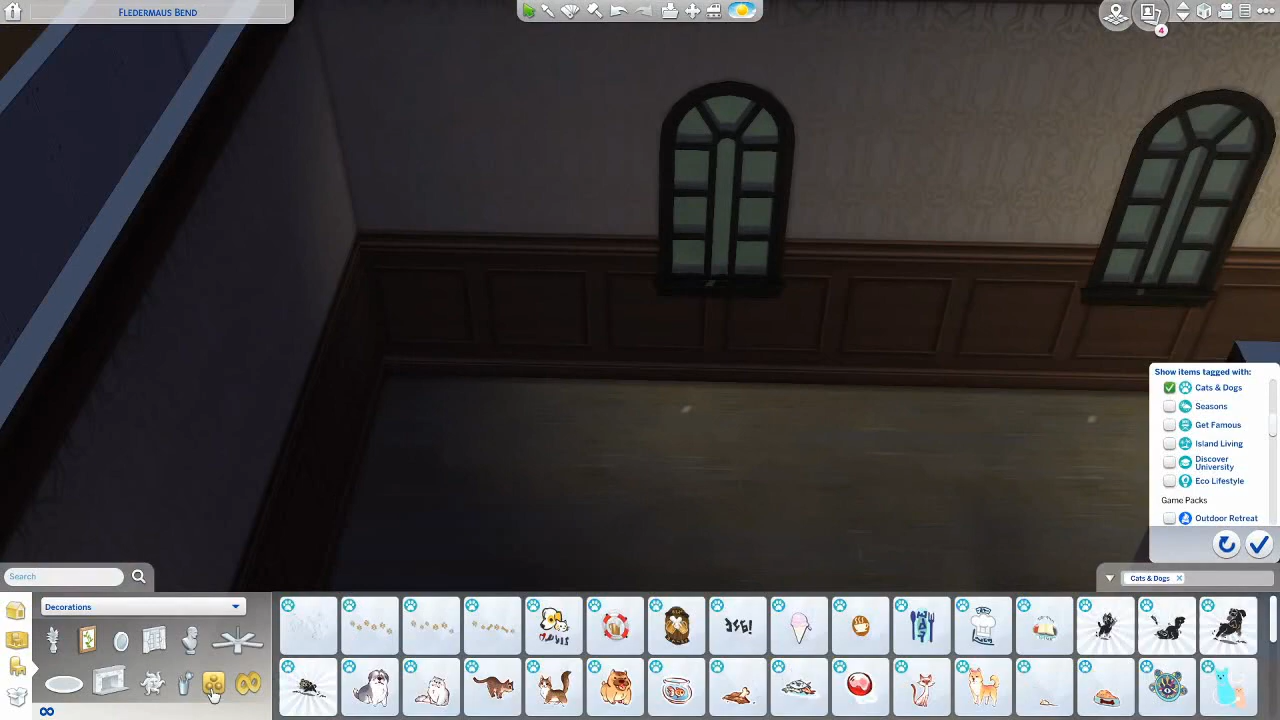 FLEDERMAUS BEND
4
Show items tagged with:
Cats & Dogs
Seasons
Get Famous
Island Living
Discover
University
Eco Lifestyle
Game Packs
Outdoor Retreat
Search
Cats & Dogs
Decorations